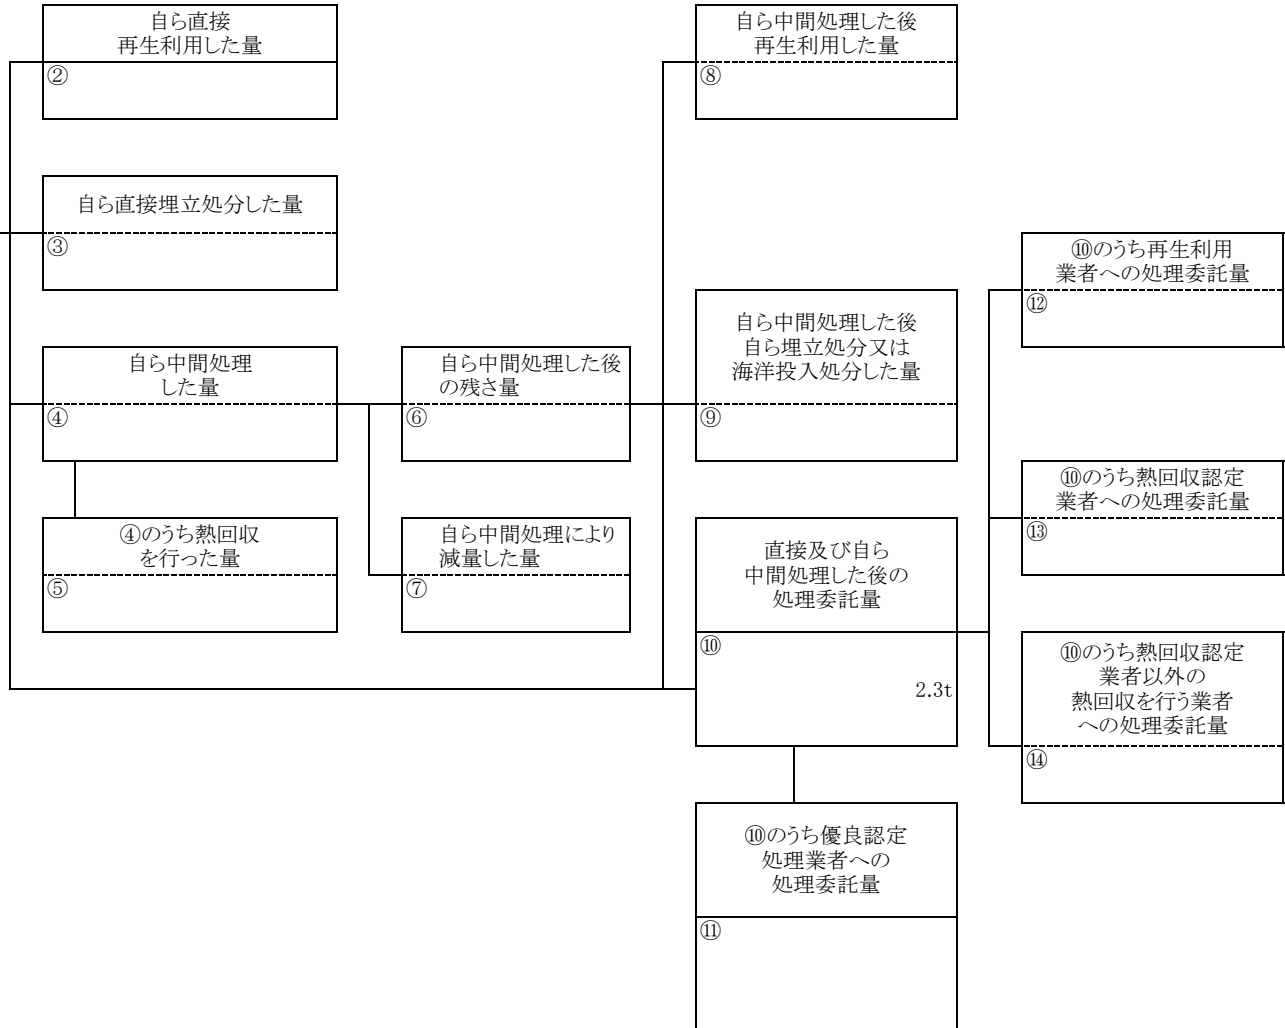 自ら直接
再生利用した量
②
自ら直接埋立処分した量
③
自ら中間処理
した量
④
④のうち熱回収
を行った量
⑤
自ら中間処理した後
の残さ量
⑥
自ら中間処理により
減量した量
⑦
自ら中間処理した後
再生利用した量
⑧
自ら中間処理した後
自ら埋立処分又は
海洋投入処分した量
⑨
直接及び自ら
中間処理した後の
処理委託量
⑩
2.3t
⑩のうち優良認定
処理業者への
処理委託量
⑪
⑩のうち再生利用
業者への処理委託量
⑫
⑩のうち熱回収認定
業者への処理委託量
⑬
⑩のうち熱回収認定
業者以外の
熱回収を行う業者
への処理委託量
⑭